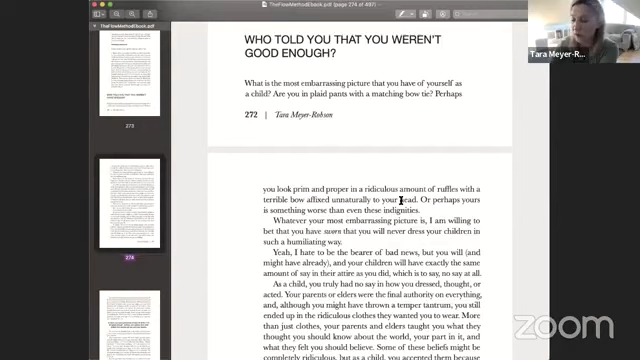 TheFlowMethodEbook.pdf (page 274 of 497)
TheFlowMethodEbook.pdf
Tara Meyer-R...
WHO TOLD YOU THAT YOU WEREN'T
GOOD ENOUGH?
What is the most embarrassing picture that you have of yourself as
a child? Are you in plaid pants with a matching bow tie? Perhaps
272 | Tara Meyer-Robson
273
you look prim and proper in a ridiculous amount of ruffles with a
terrible bow affixed unnaturally to your head. Or perhaps yours
is something worse than even these indignities.
Whatever your most embarrassing picture is, I am willing to
bet that you have sworn that you will never dress your children in
such a humiliating way.
Yeah, I hate to be the bearer of bad news, but you will (and
might have already), and your children will have exactly the same
amount of say in their attire as you did, which is to say, no say at all.
As a child, you truly had no say in how you dressed, thought, or
acted. Your parents or elders were the final authority on everything,
and, although you might have thrown a temper tantrum, you still
ended up in the ridiculous clothes they wanted you to wear. More
than just clothes, your parents and elders taught you what they
thought you should know about the world, your part in it, and
what they felt you should believe. Some of these beliefs might be
completely ridiculous, but as a child, you accepted them because
274
zoom